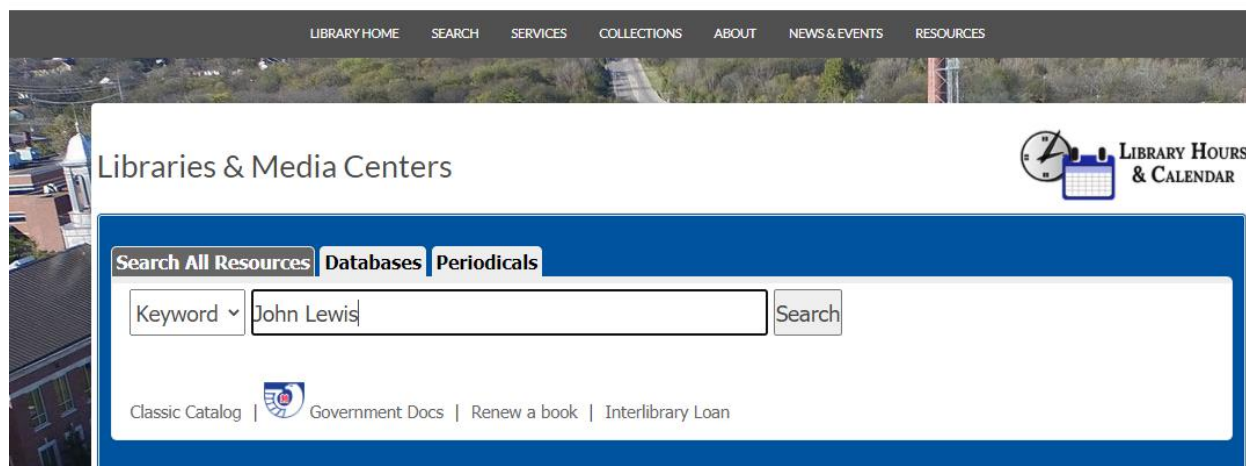 LIBRARY HOME SEARCH SERVICES COLLECTIONS ABOUT NEWS & EVENTS RESOURCES
Libraries & Media Centers
LIBRARY HOURS
& CALENDAR
Search All Resources Databases Periodicals
Keyword John Lewis Search
Classic Catalog | Government Docs | Renew a book | Interlibrary Loan